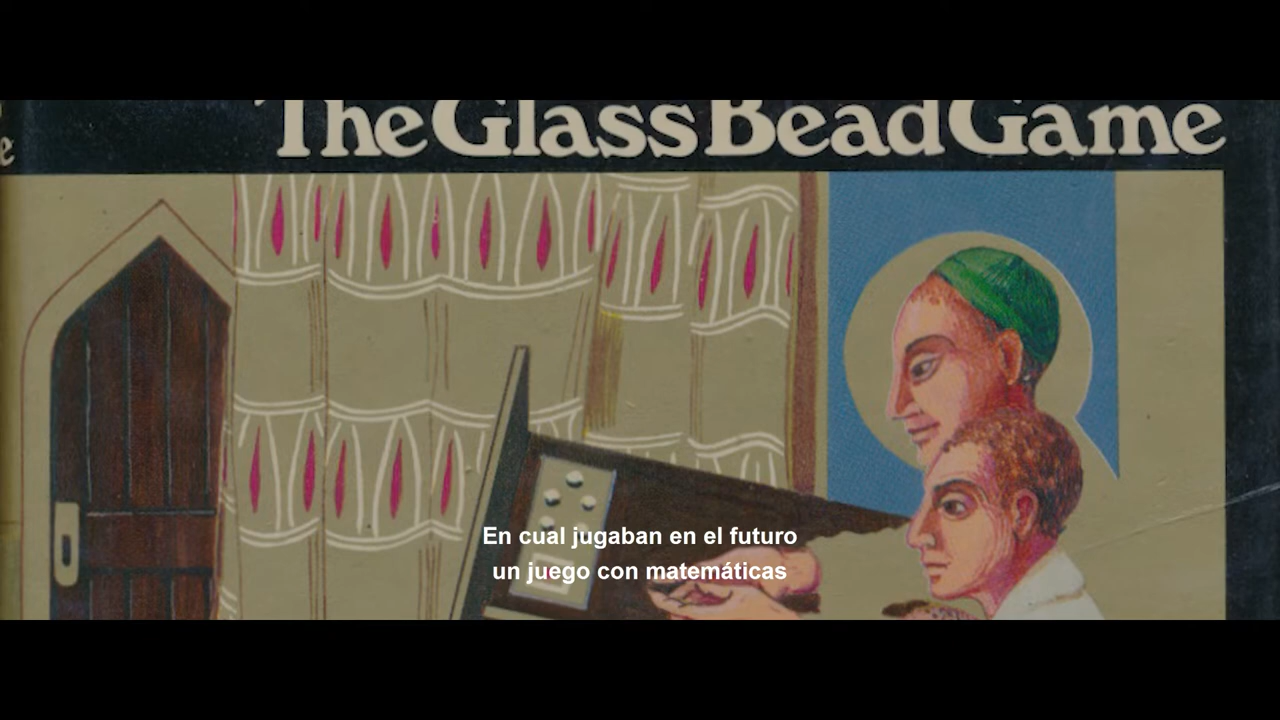 The Glass Bead Game
e
En cual jugaban en el futuro
un juego con matemáticas